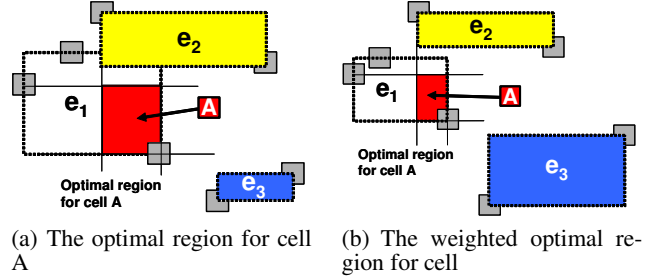 e2
e1
A
Optimal region
for cell A
e3
(a) The optimal region for cell
A
e2
e1
A
Optimal region
for cell A
e3
(b) The weighted optimal re-
gion for cell